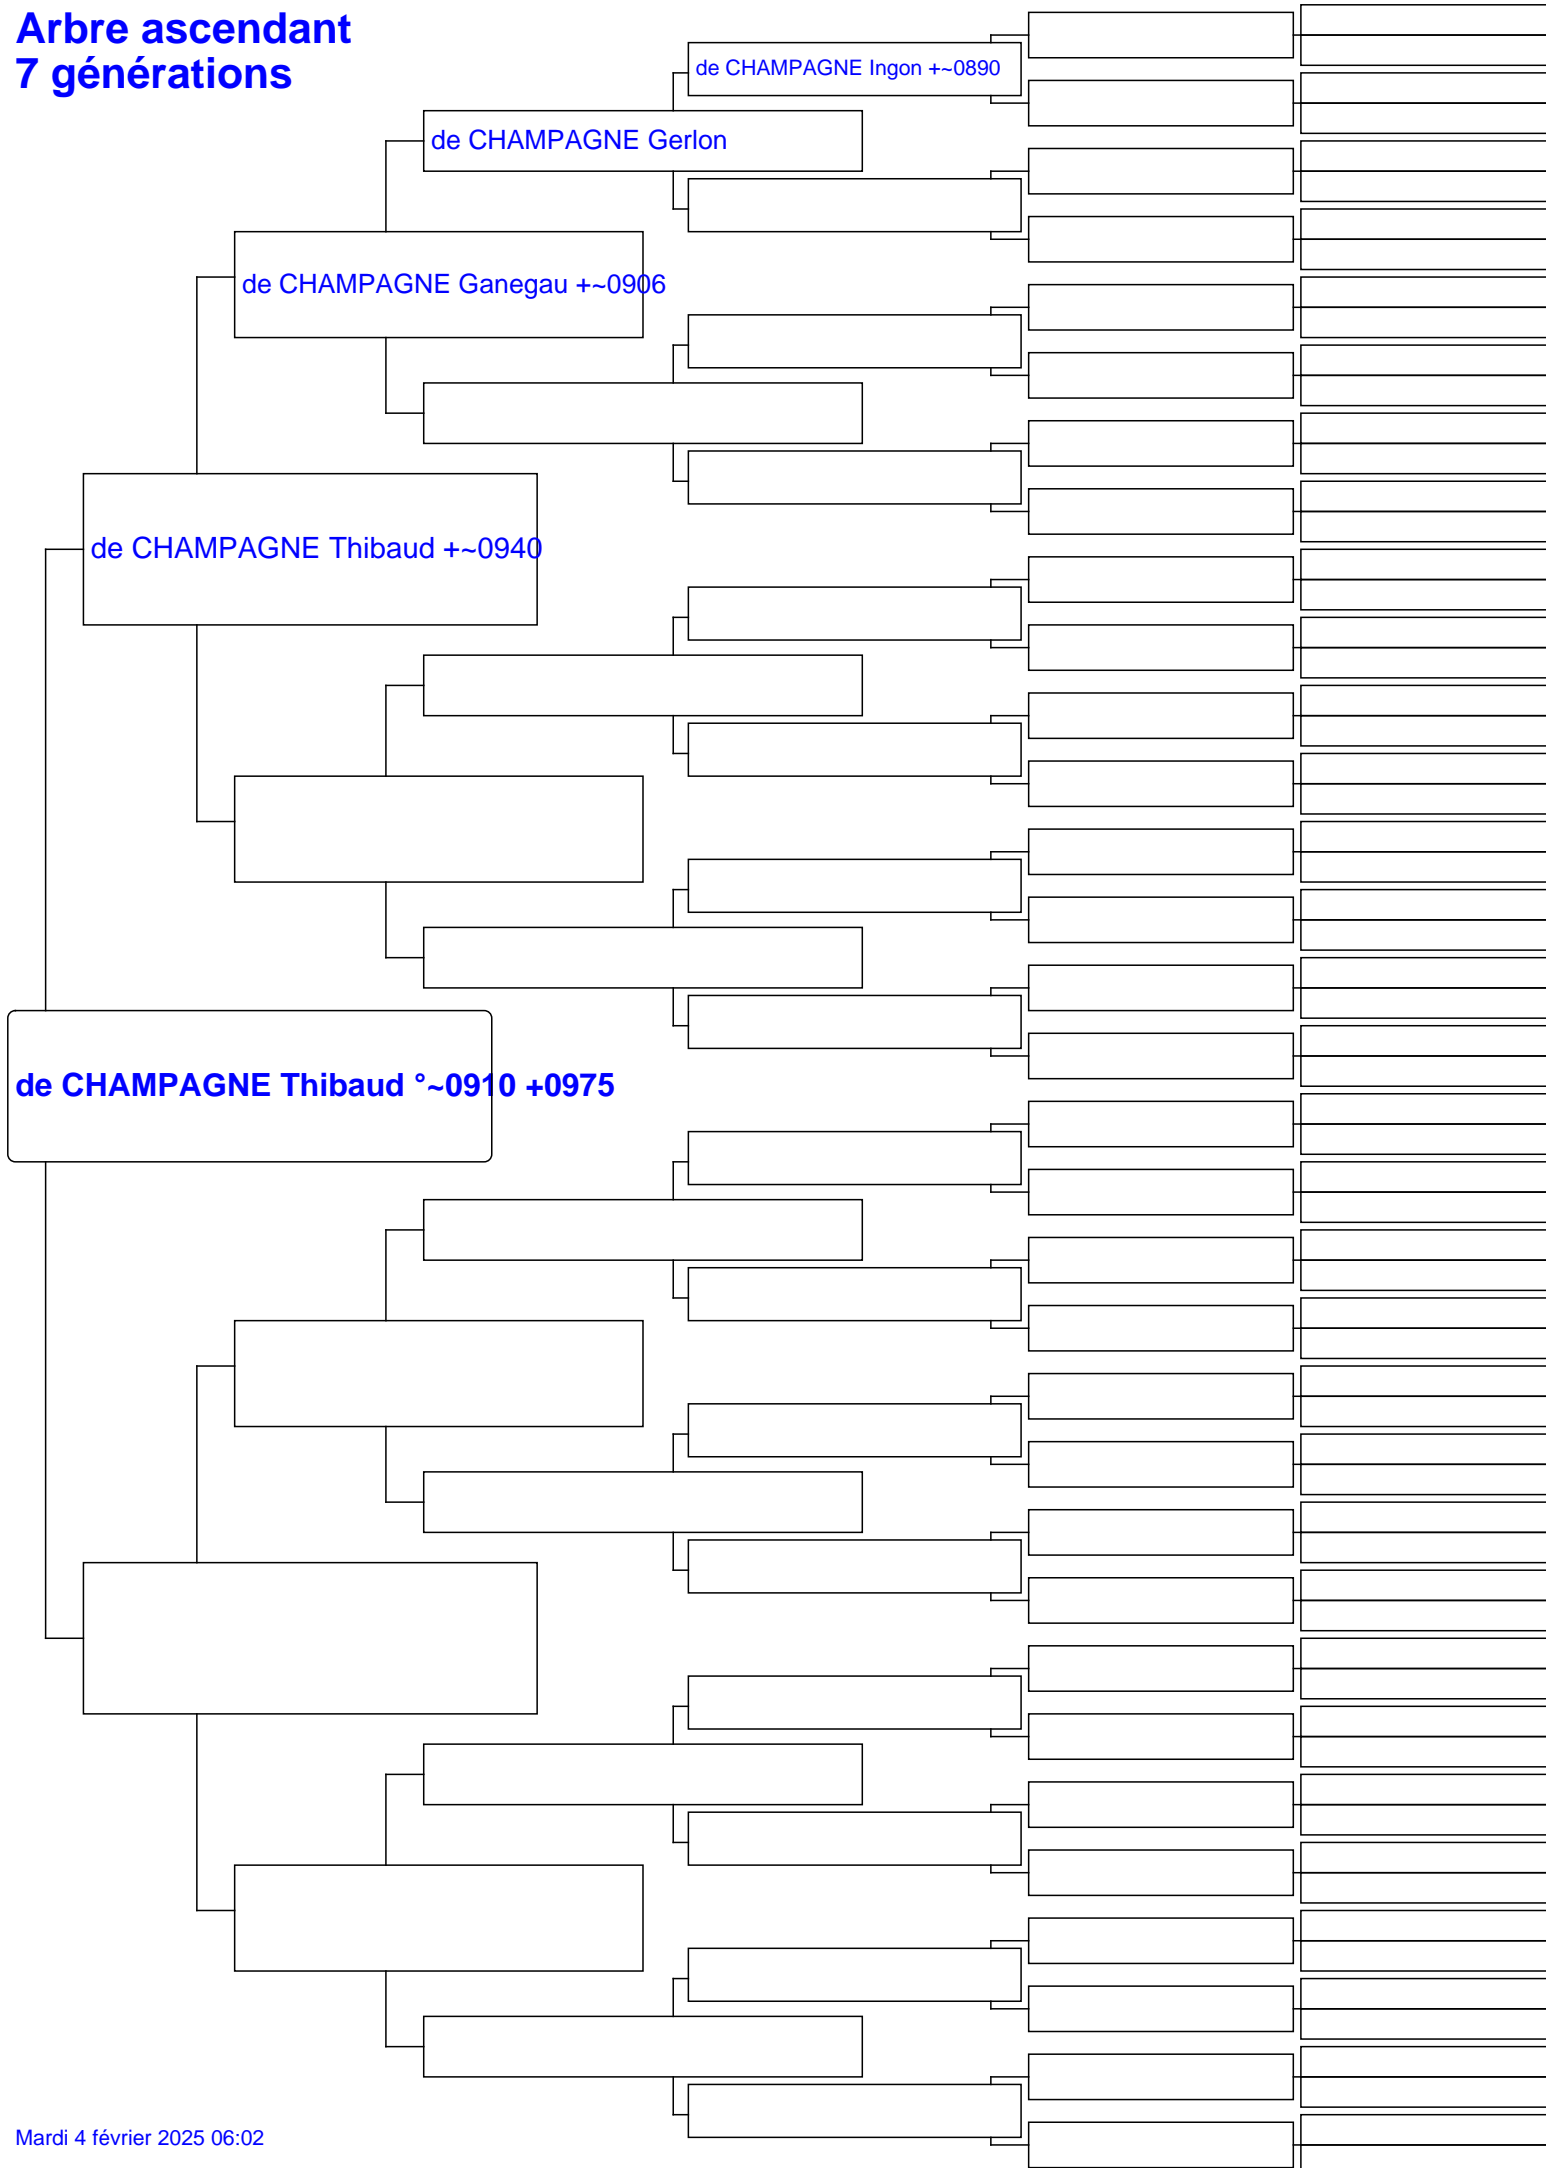 Arbre ascendant
7 générations
de CHAMPAGNE Ingon +~0890
de CHAMPAGNE Gerlon
de CHAMPAGNE Ganegau +~0906
de CHAMPAGNE Thibaud +~0940
de CHAMPAGNE Thibaud °~0910 +0975
Mardi 4 février 2025 06:02